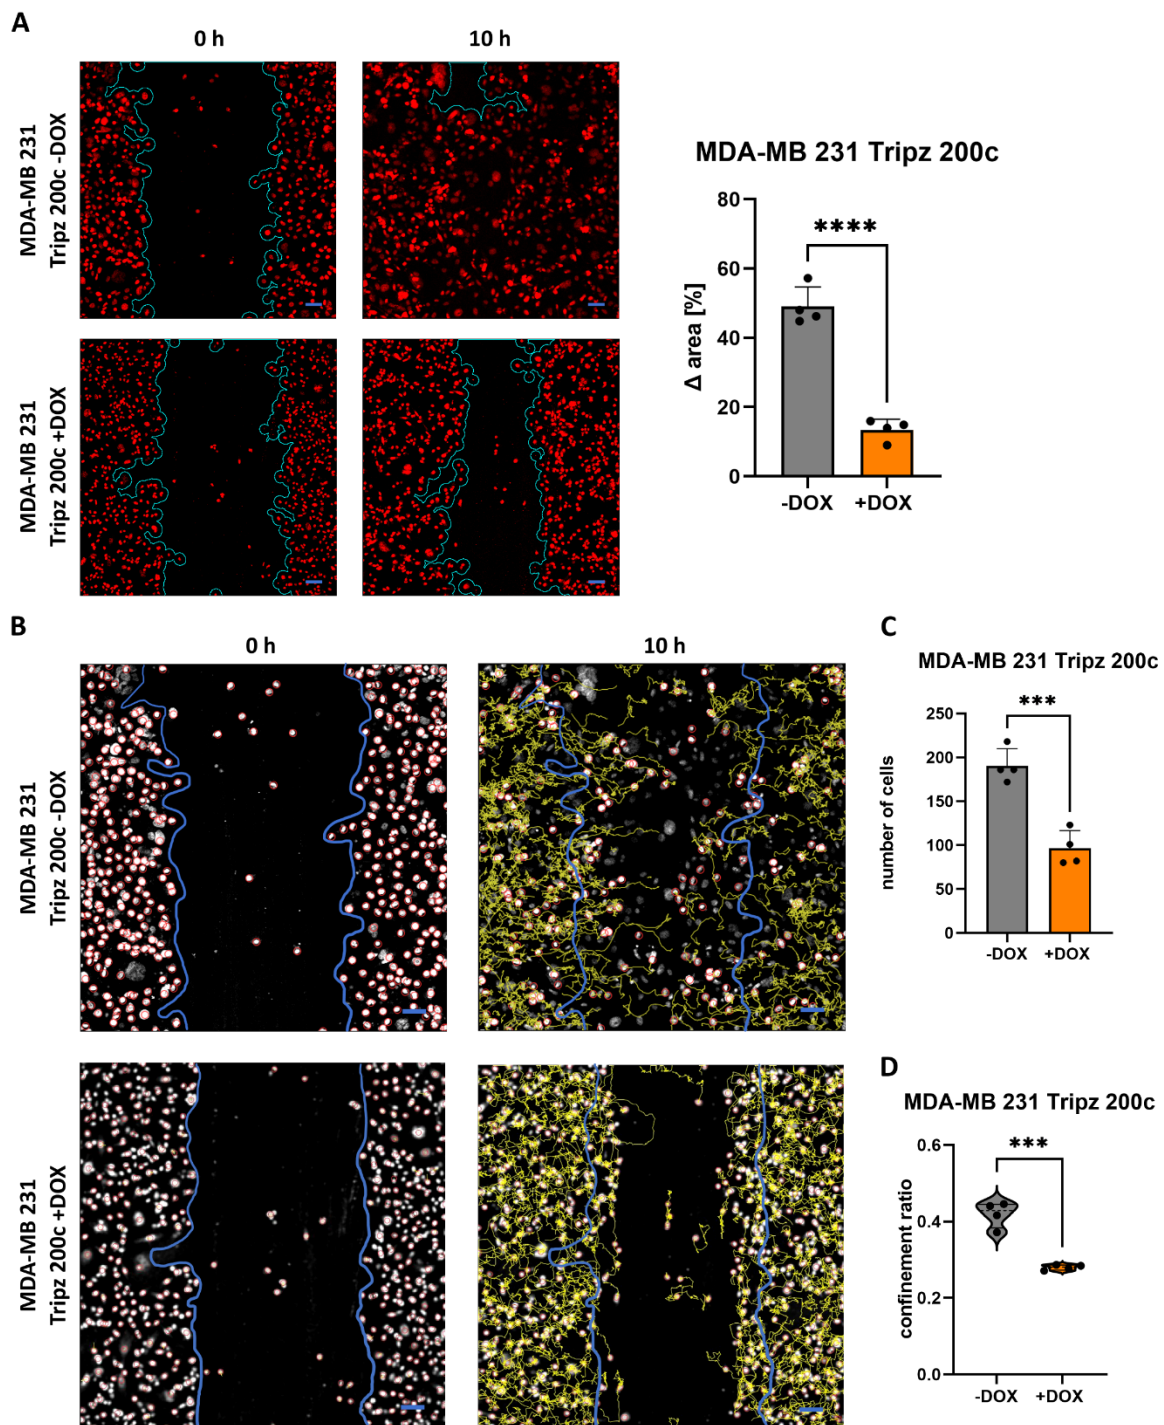 A
0 h
10 h
MDA-MB 231
Tripz 200c -DOX
MDA-MB 231
Tripz 200c +DOX
MDA-MB 231 Tripz 200c
Δ area [%]
80
60
40
20
0
****
-DOX
+DOX
B
0 h
10 h
MDA-MB 231
Tripz 200c -DOX
MDA-MB 231
Tripz 200c +DOX
C
MDA-MB 231 Tripz 200c
number of cells
250
200
150
100
50
0
***
-DOX
+DOX
D
MDA-MB 231 Tripz 200c
confinement ratio
0.6
0.4
0.2
0.0
***
-DOX
+DOX